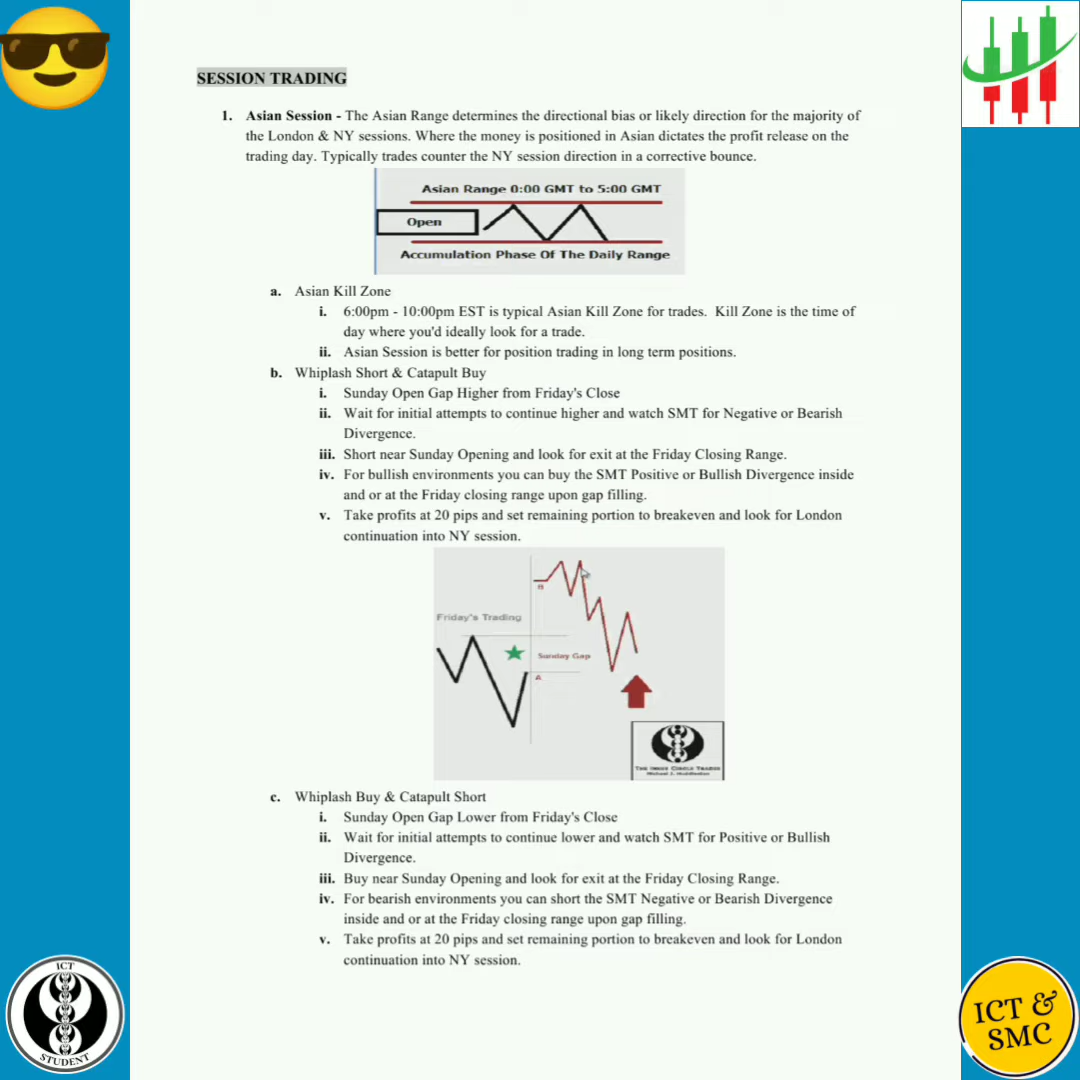 SESSION TRADING
1. Asian Session - The Asian Range determines the directional bias or likely direction for the majority of
the London & NY sessions. Where the money is positioned in Asian dictates the profit release on the
trading day. Typically trades counter the NY session direction in a corrective bounce.
Asian Range 0:00 GMT to 5:00 GMT
Open
Accumulation Phase Of The Daily Range
a. Asian Kill Zone
i. 6:00pm - 10:00pm EST is typical Asian Kill Zone for trades. Kill Zone is the time of
day where you'd ideally look for a trade.
ii. Asian Session is better for position trading in long term positions.
b. Whiplash Short & Catapult Buy
i. Sunday Open Gap Higher from Friday's Close
ii. Wait for initial attempts to continue higher and watch SMT for Negative or Bearish
Divergence.
iii. Short near Sunday Opening and look for exit at the Friday Closing Range.
iv. For bullish environments you can buy the SMT Positive or Bullish Divergence inside
and or at the Friday closing range upon gap filling.
v. Take profits at 20 pips and set remaining portion to breakeven and look for London
continuation into NY session.
B
Friday's Trading
Sunday Gap
A
The Inner Circle Trader
Michael J. Huddleston
c. Whiplash Buy & Catapult Short
i. Sunday Open Gap Lower from Friday's Close
ii. Wait for initial attempts to continue lower and watch SMT for Positive or Bullish
Divergence.
iii. Buy near Sunday Opening and look for exit at the Friday Closing Range.
iv. For bearish environments you can short the SMT Negative or Bearish Divergence
inside and or at the Friday closing range upon gap filling.
v. Take profits at 20 pips and set remaining portion to breakeven and look for London
continuation into NY session.
ICT
STUDENT
ICT &
SMC